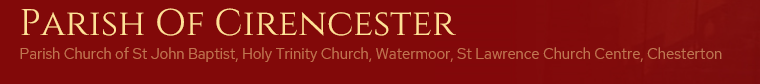 Parish Of Cirencester
Parish Church of St John Baptist, Holy Trinity Church, Watermoor, St Lawrence Church Centre, Chesterton